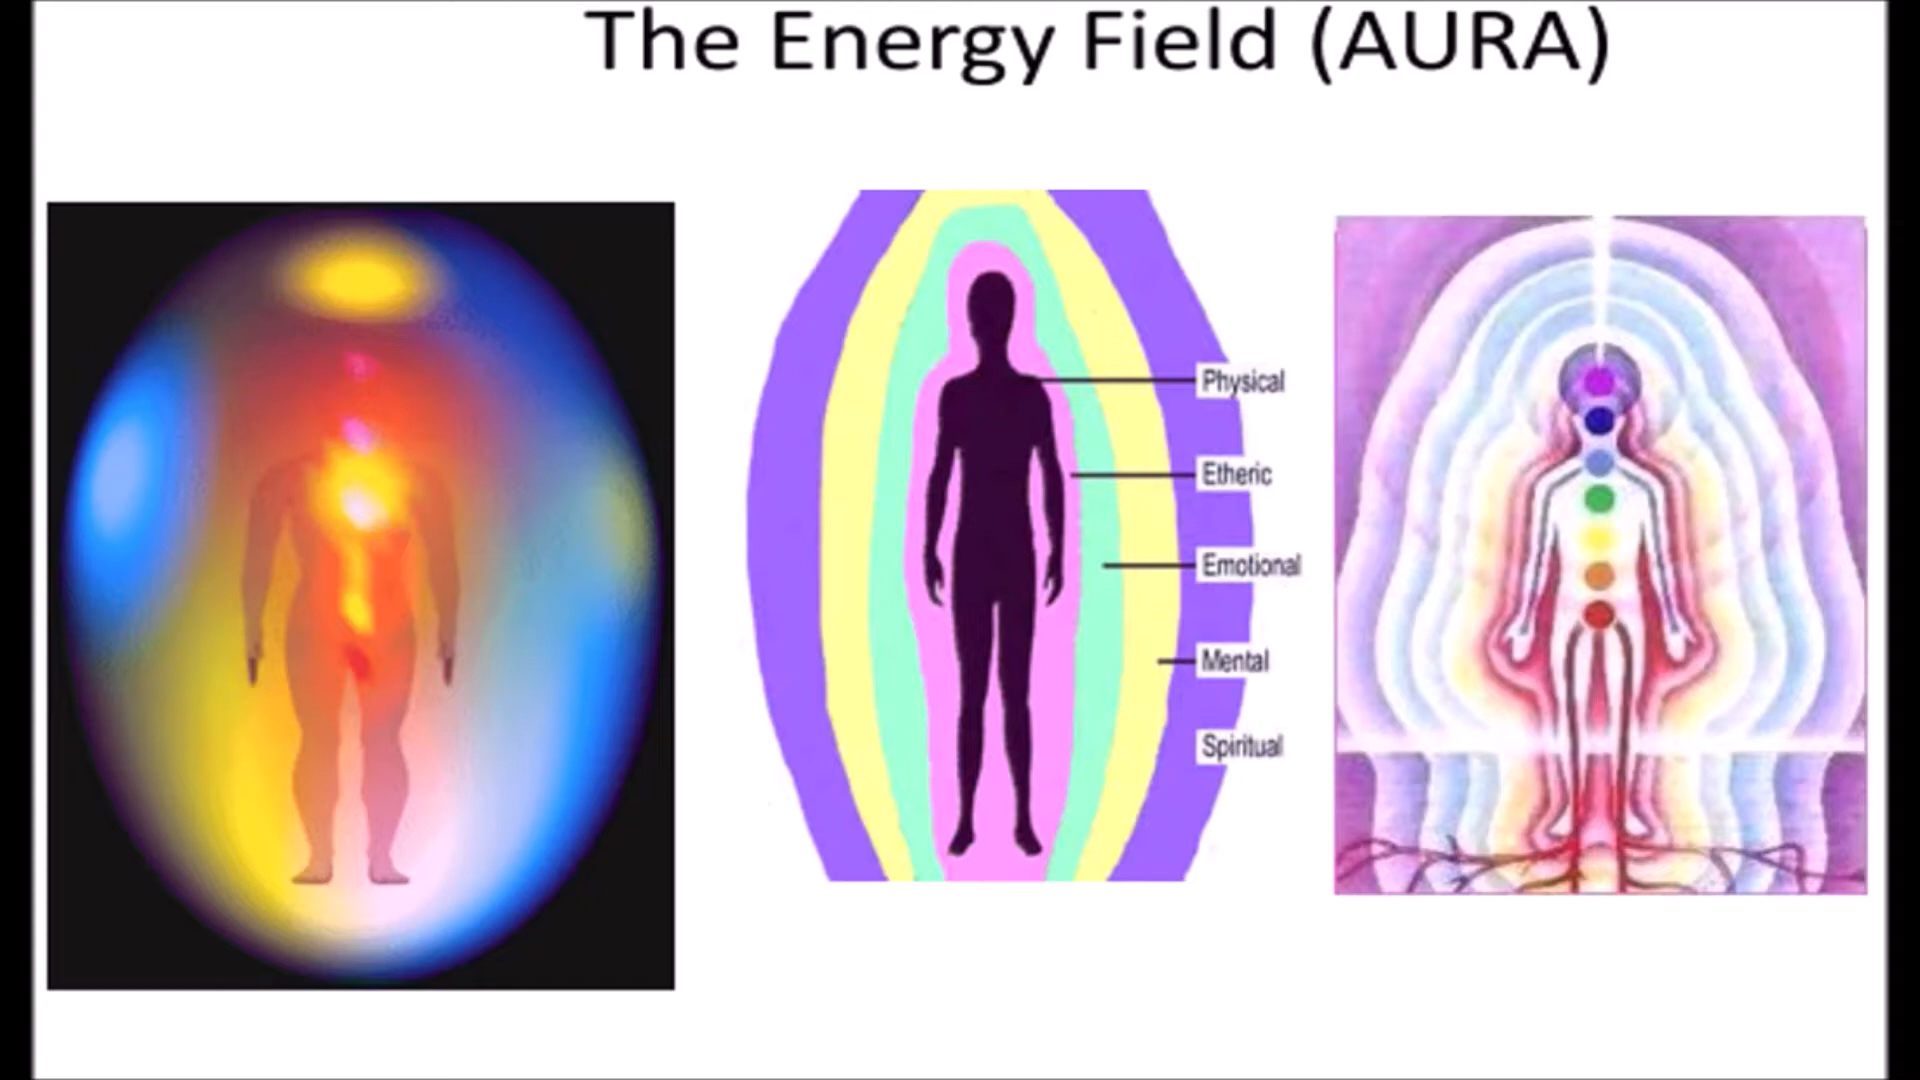 The Energy Field (AURA)
Physical
Etheric
Emotional
Mental
Spiritual